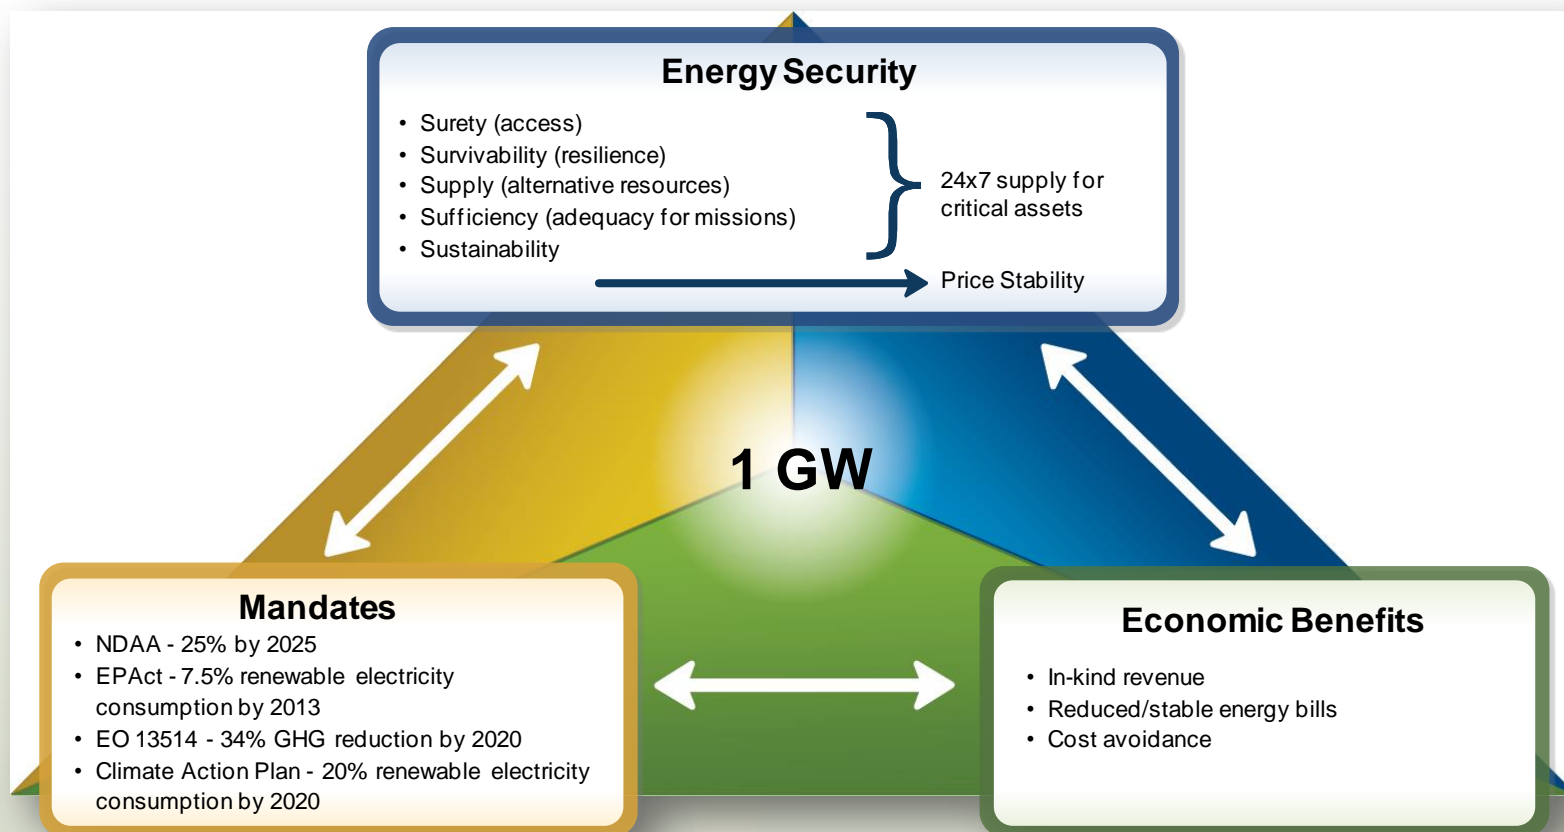 Energy Security
• Surety (access)
• Survivability (resilience)
• Supply (alternative resources)
• Sufficiency (adequacy for missions)
• Sustainability
24x7 supply for
critical assets
Price Stability
1 GW
Mandates
• NDAA - 25% by 2025
• EPAct - 7.5% renewable electricity
consumption by 2013
• EO 13514 - 34% GHG reduction by 2020
• Climate Action Plan - 20% renewable electricity
consumption by 2020
Economic Benefits
• In-kind revenue
• Reduced/stable energy bills
• Cost avoidance